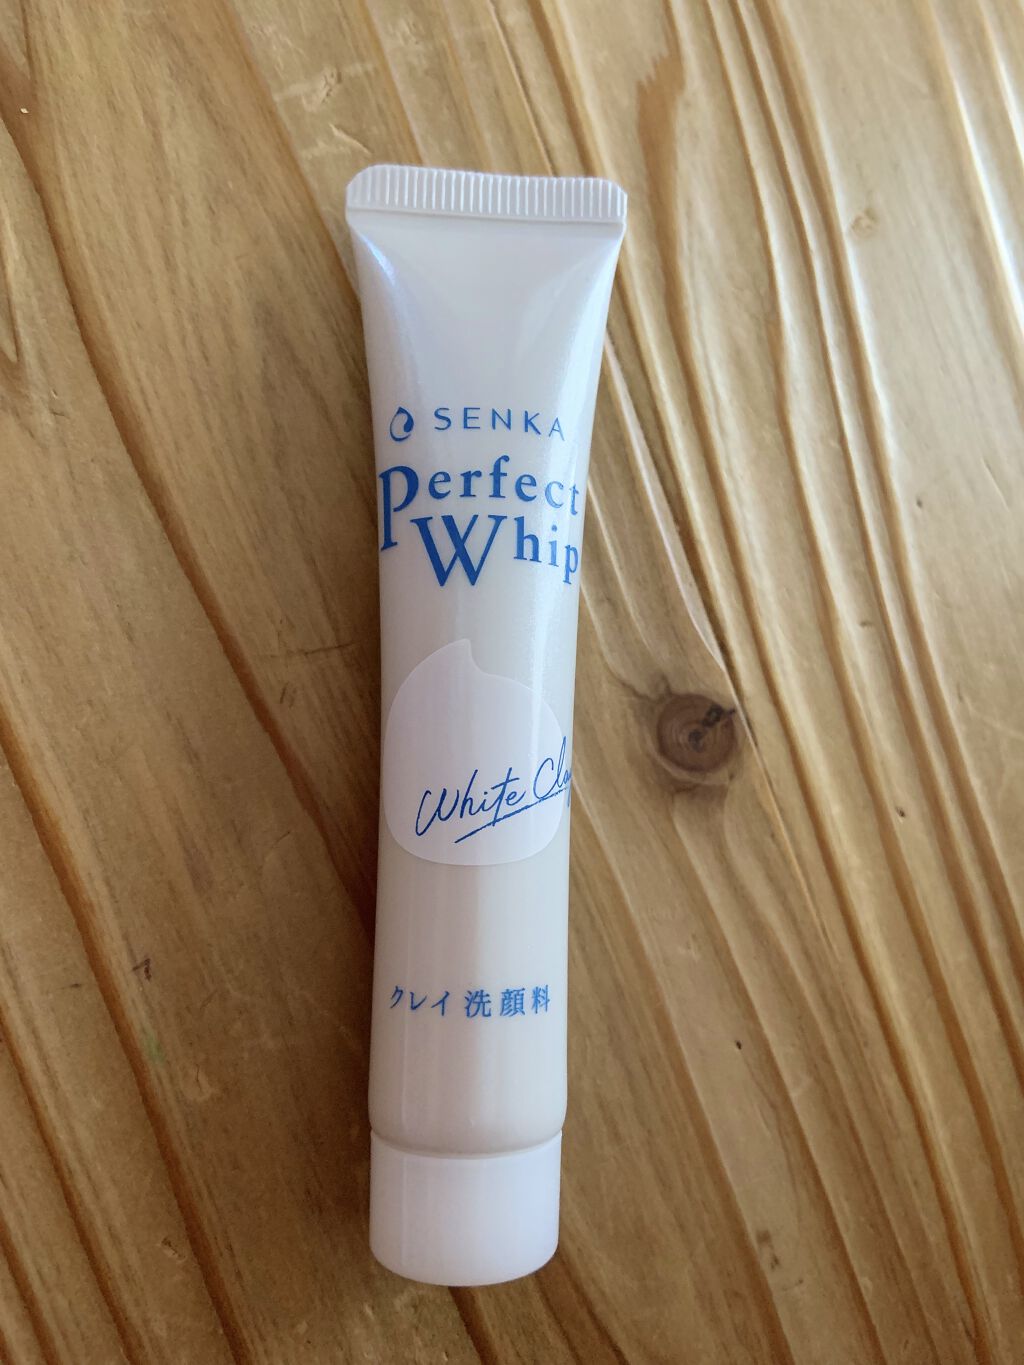 SENKA
Perfect
Whip
White Clay
クレイ 洗顔料